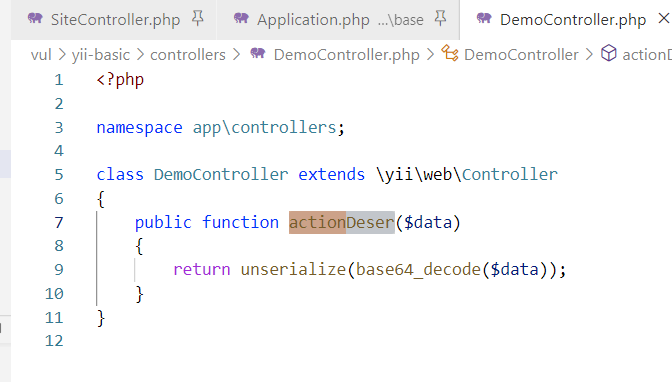 SiteController.php
Application.php ...\base
DemoController.php
vul > yii-basic > controllers > DemoController.php > DemoController >
1 <?php
2
3 namespace app\controllers;
4
5 class DemoController extends \yii\web\Controller
6 {
7 public function actionDeser($data)
8 {
9 return unserialize(base64_decode($data));
10 }
11 }
12